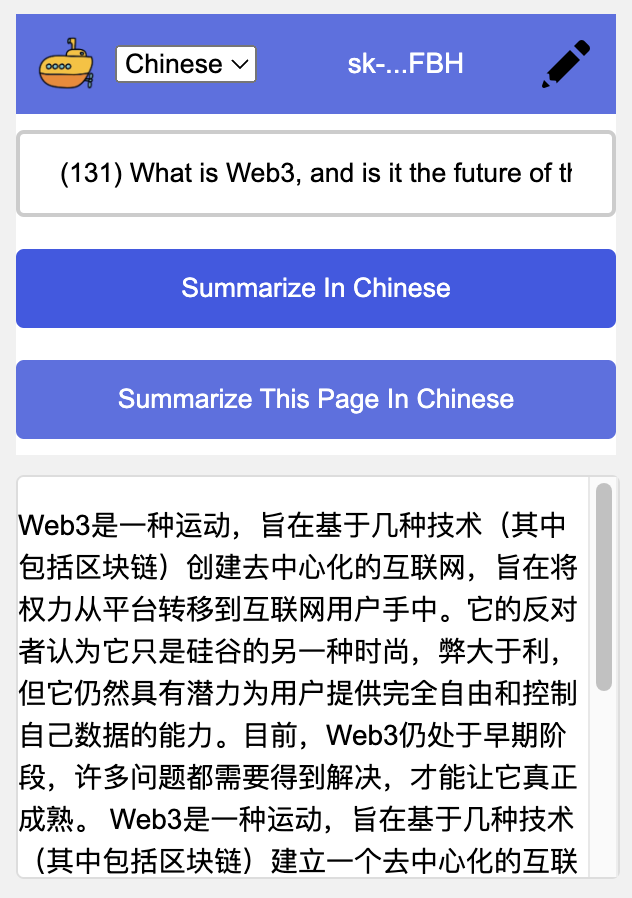 Chinese
sk-...FBH
(131) What is Web3, and is it the future of th
Summarize In Chinese
Summarize This Page In Chinese
Web3是一种运动，旨在基于几种技术（其中
包括区块链）创建去中心化的互联网，旨在将
权力从平台转移到互联网用户手中。它的反对
者认为它只是硅谷的另一种时尚，弊大于利，
但它仍然具有潜力为用户提供完全自由和控制
自己数据的能力。目前，Web3仍处于早期阶
段，许多问题都需要得到解决，才能让它真正
成熟。 Web3是一种运动，旨在基于几种技术
（其中包括区块链）建立一个去中心化的互联